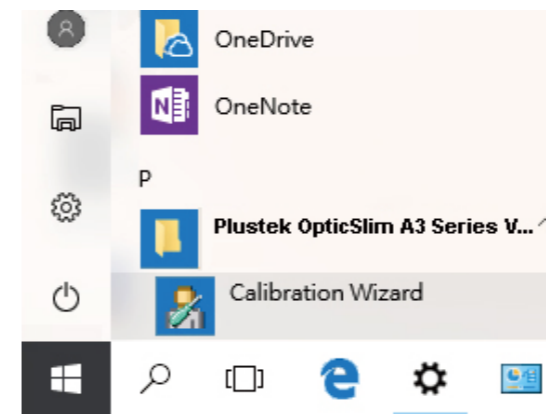 OneDrive
OneNote
P
Plustek OpticSlim A3 Series V...
Calibration Wizard